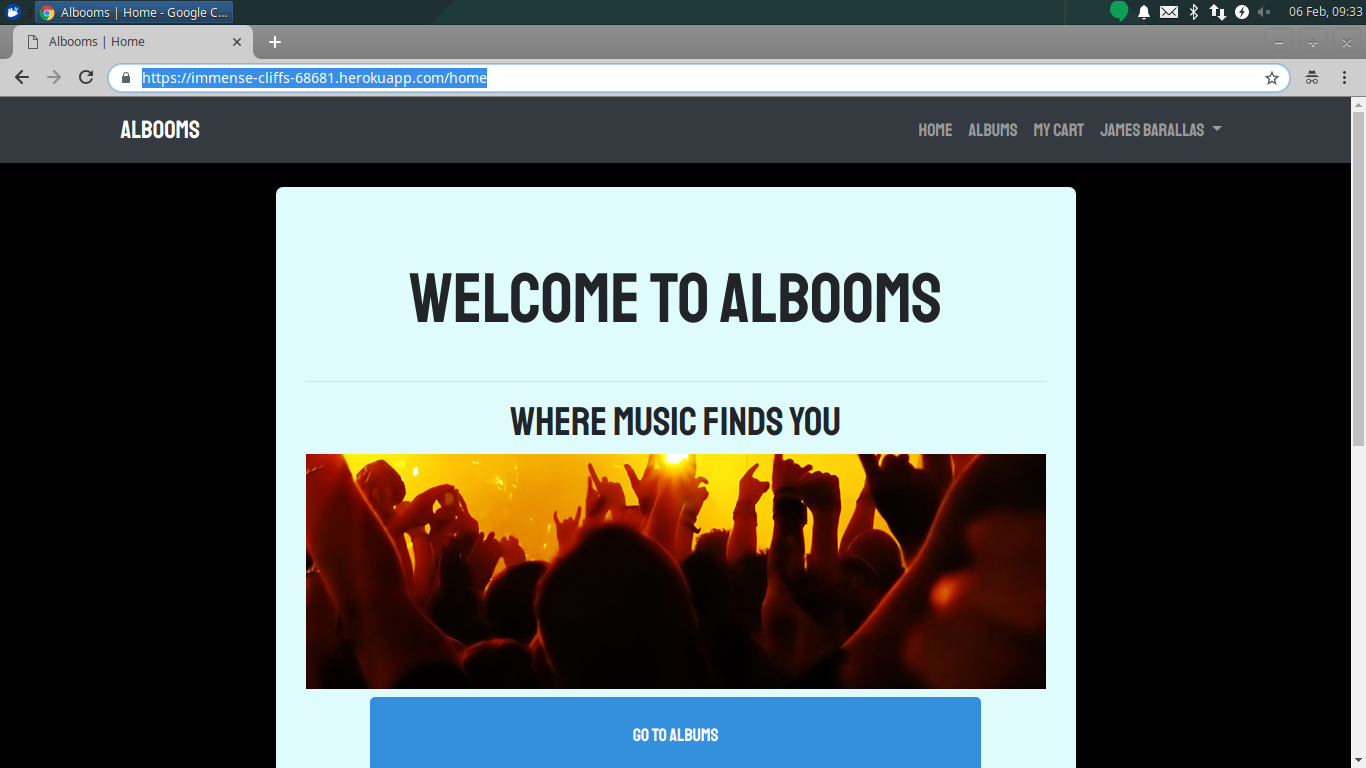 Albooms | Home - Google C...
06 Feb, 09:33
Albooms | Home
https://immense-cliffs-68681.herokuapp.com/home
ALBOOMS
HOME ALBUMS MY CART JAMES BARALLAS
WELCOME TO ALBOOMS
WHERE MUSIC FINDS YOU
GO TO ALBUMS